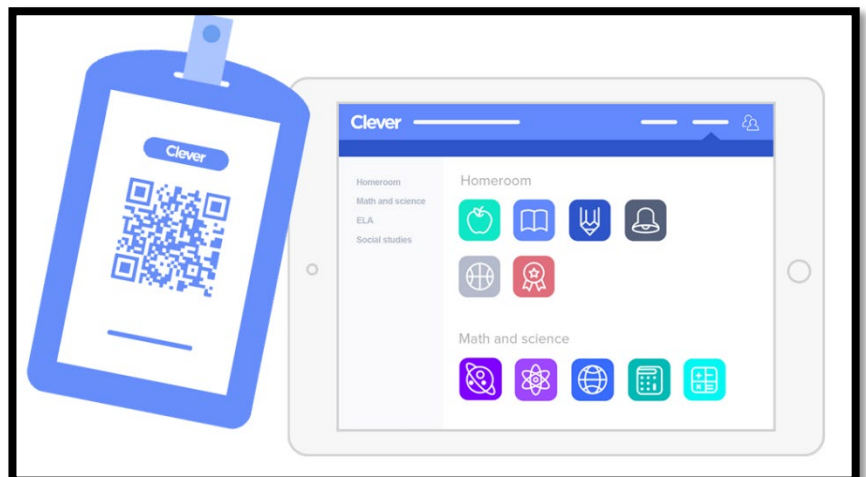 Clever
Clever
Homeroom
Math and science
ELA
Social studies
Homeroom
Math and science